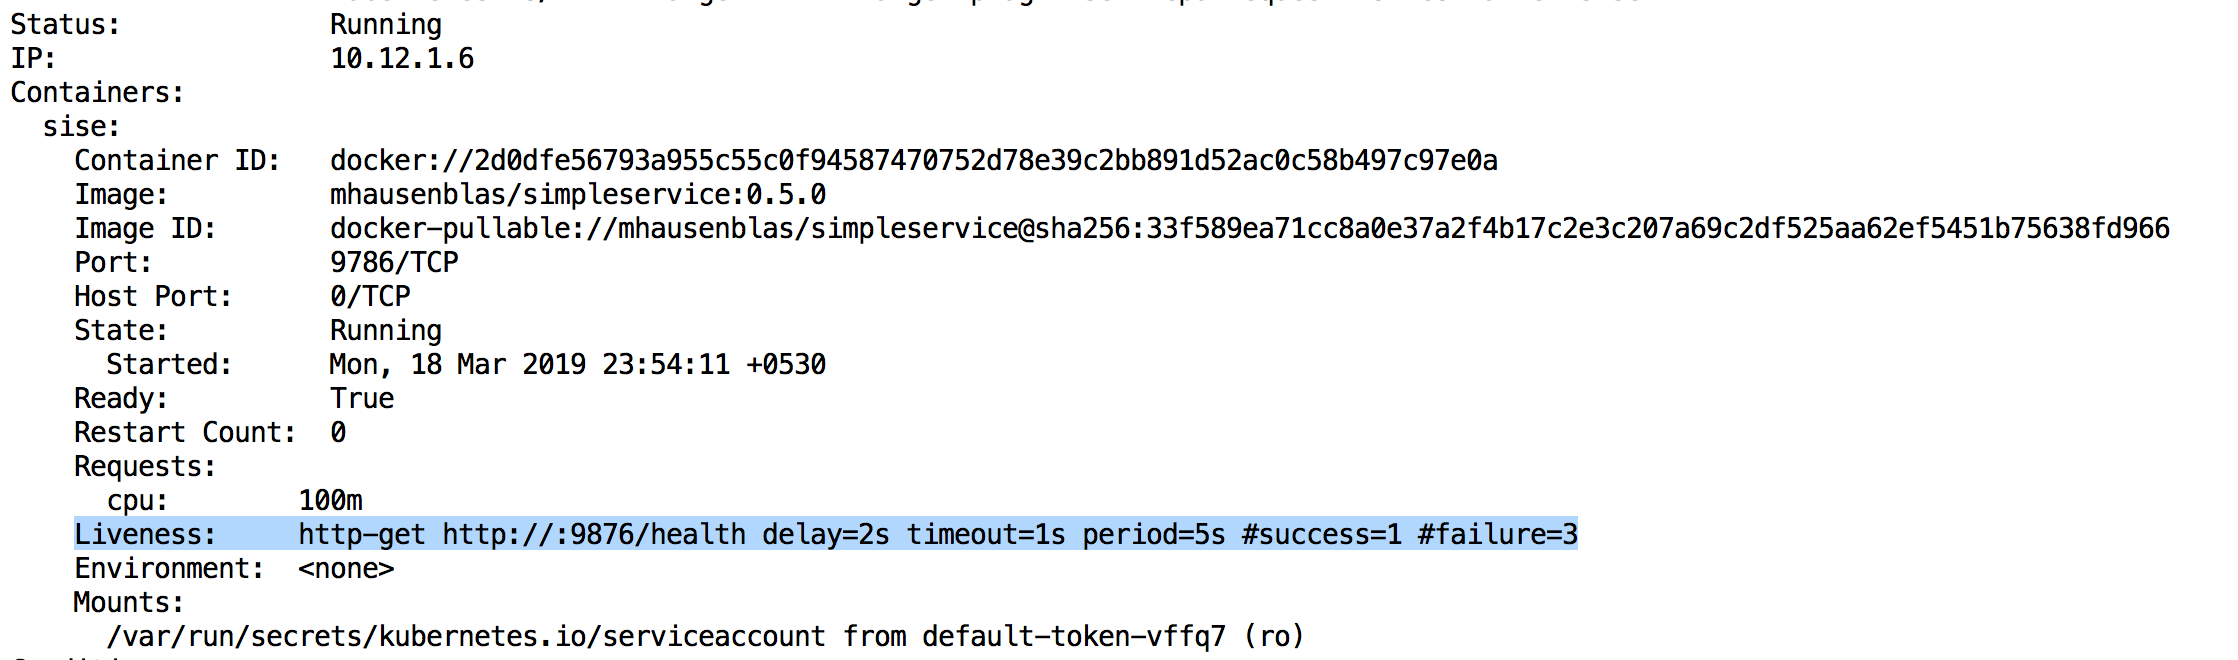 Status: Running
IP: 10.12.1.6
Containers:
sise:
Container ID: docker://2d0dfe56793a955c55c0f94587470752d78e39c2bb891d52ac0c58b497c97e0a
Image: mhausenblas/simpleservice:0.5.0
Image ID: docker-pullable://mhausenblas/simpleservice@sha256:33f589ea71cc8a0e37a2f4b17c2e3c207a69c2df525aa62ef5451b75638fd966
Port: 9786/TCP
Host Port: 0/TCP
State: Running
Started: Mon, 18 Mar 2019 23:54:11 +0530
Ready: True
Restart Count: 0
Requests:
cpu: 100m
Liveness: http-get http://:9876/health delay=2s timeout=1s period=5s #success=1 #failure=3
Environment: <none>
Mounts:
/var/run/secrets/kubernetes.io/serviceaccount from default-token-vffq7 (ro)